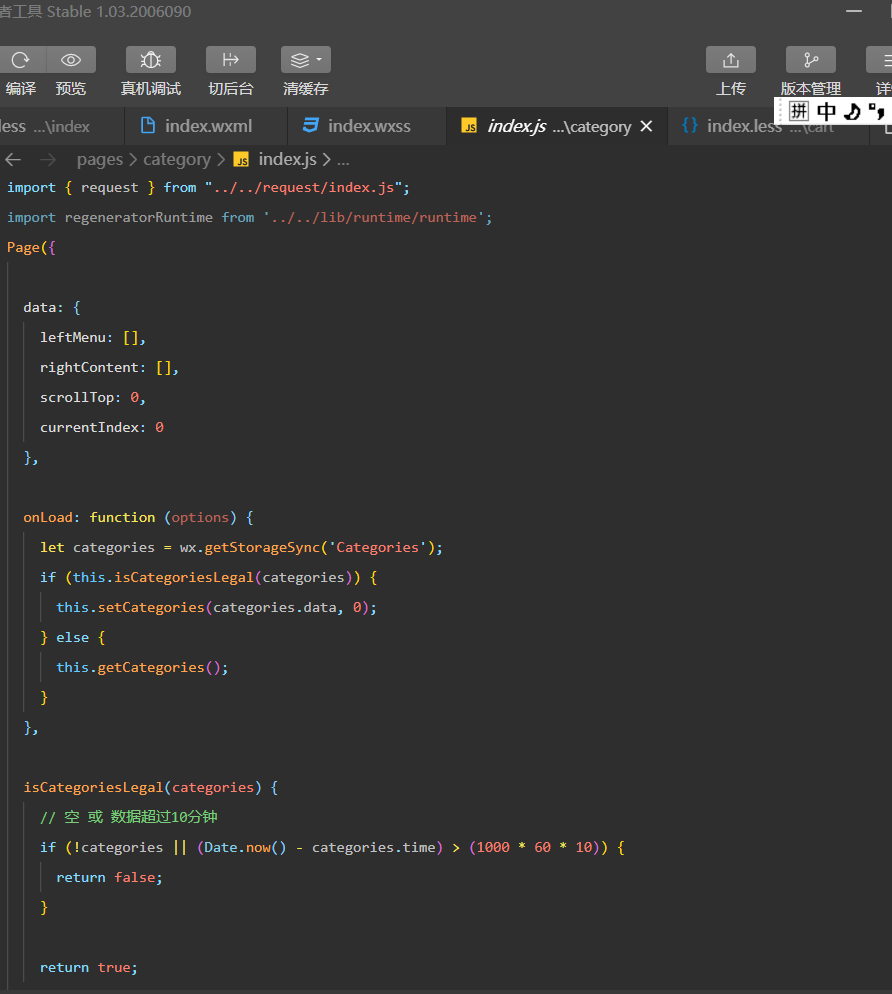 者工具 Stable 1.03.2006090
编译 预览 真机调试 切后台 清缓存 上传 版本管理
拼 中
less ...\index index.wxml index.wxss JS index.js ...\category index.less ...\cart
pages > category > JS index.js > ...
import { request } from "../../request/index.js";
import regeneratorRuntime from '../../lib/runtime/runtime';
Page({
data: {
leftMenu: [],
rightContent: [],
scrollTop: 0,
currentIndex: 0
},
onLoad: function (options) {
let categories = wx.getStorageSync('Categories');
if (this.isCategoriesLegal(categories)) {
this.setCategories(categories.data, 0);
} else {
this.getCategories();
}
},
isCategoriesLegal(categories) {
// 空 或 数据超过10分钟
if (!categories || (Date.now() - categories.time) > (1000 * 60 * 10)) {
return false;
}
return true;